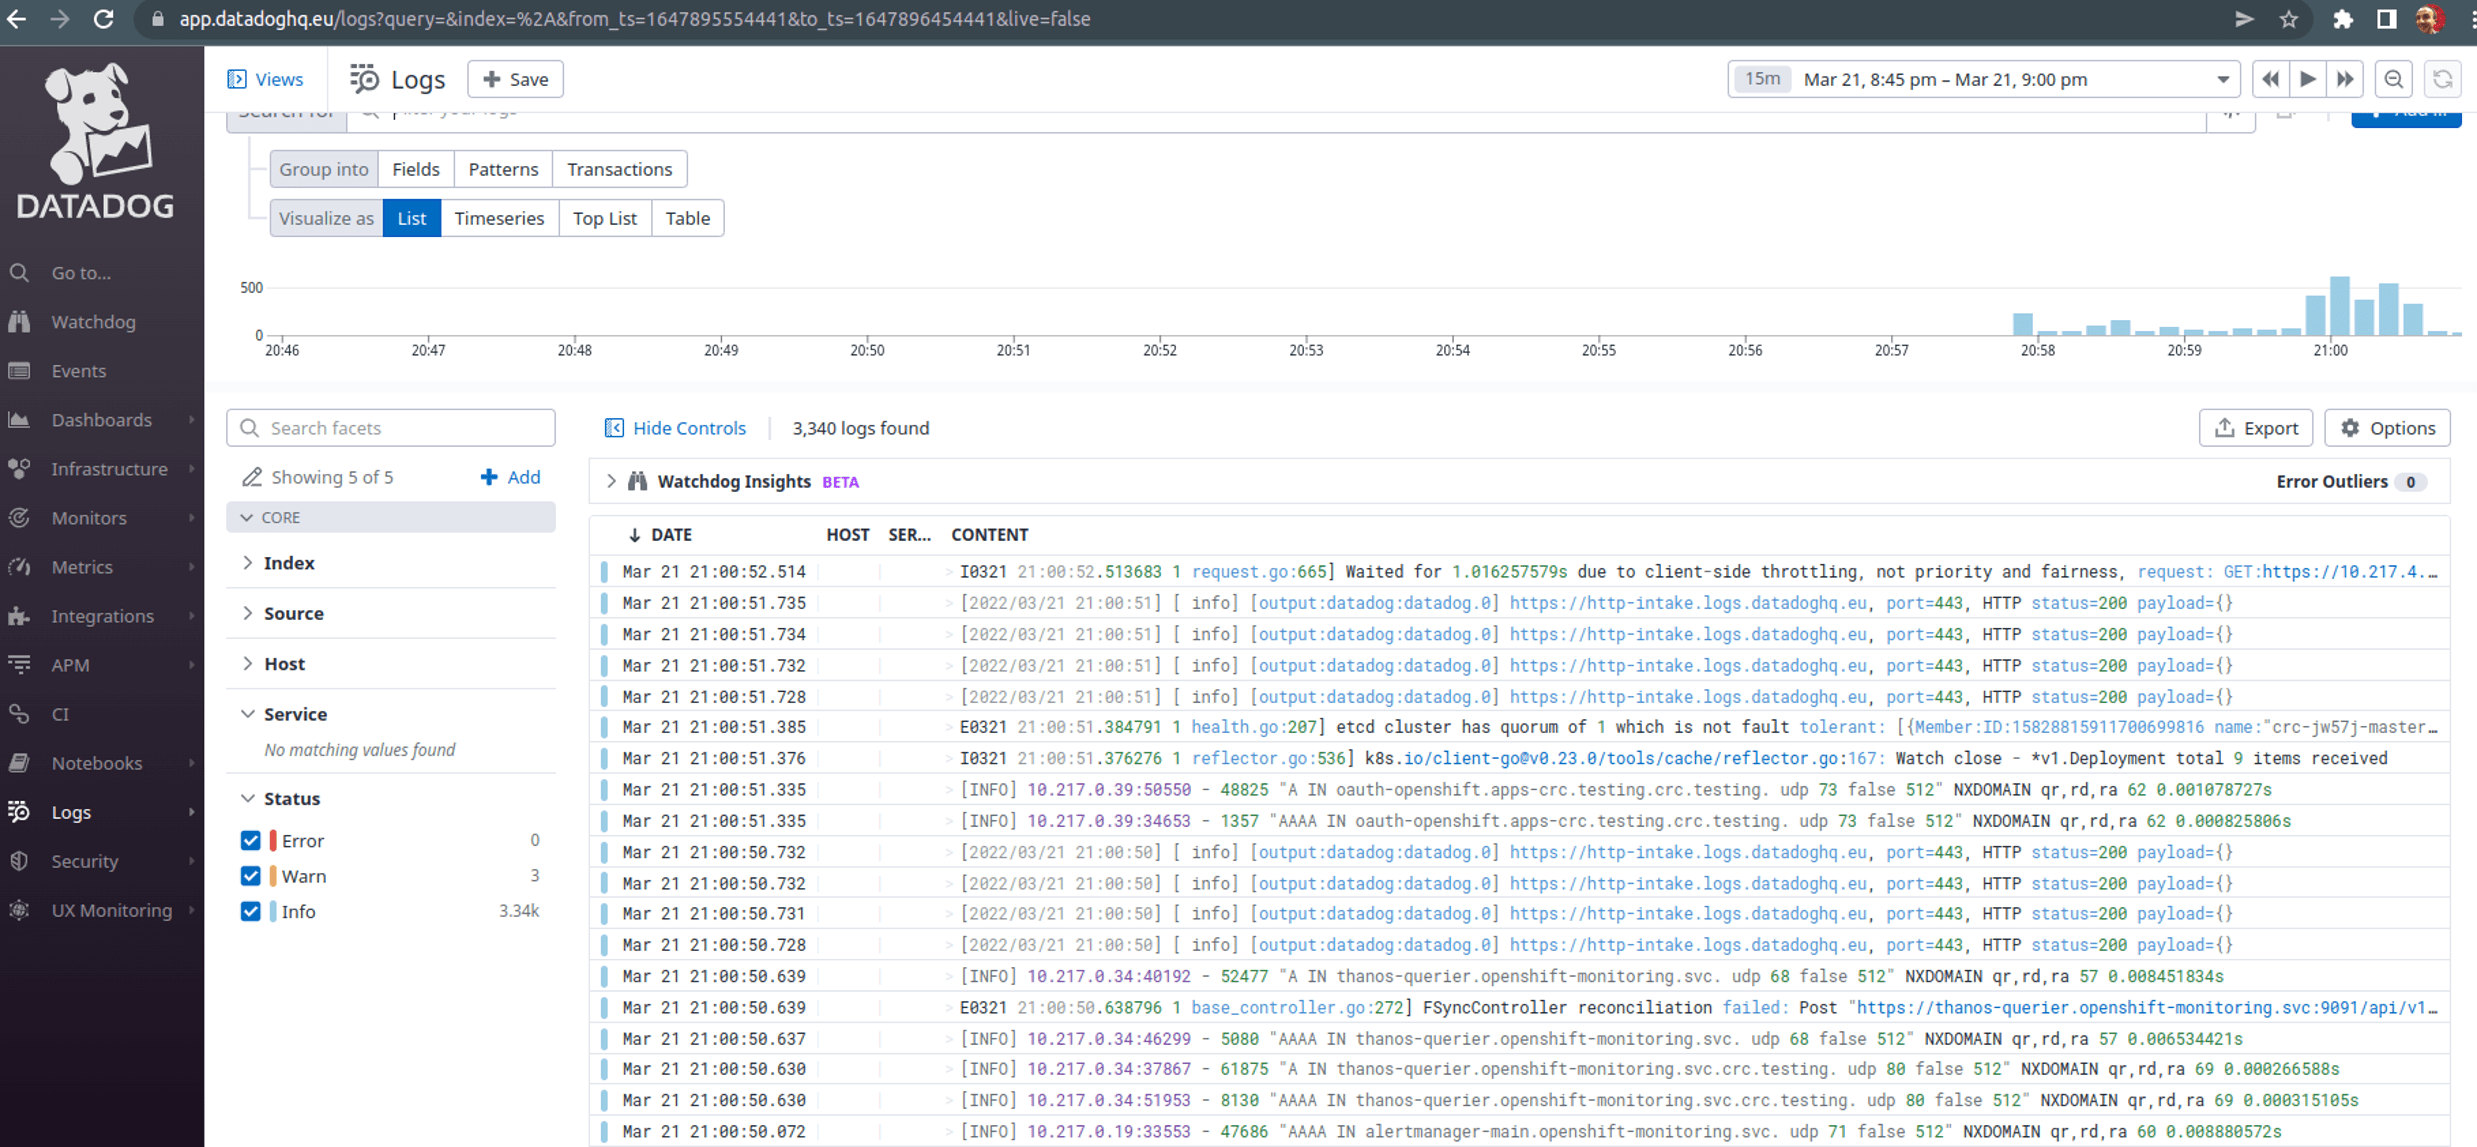 app.datadoghq.eu/logs?query=&index=%2A&from_ts=1647895554441&to_ts=1647896454441&live=false
DATADOG
Go to...
Watchdog
Events
Dashboards
Infrastructure
Monitors
Metrics
Integrations
APM
CI
Notebooks
Logs
Security
UX Monitoring
Views
Logs
Save
15m Mar 21, 8:45 pm – Mar 21, 9:00 pm
Search for
Filter your logs
Add
Group into Fields Patterns Transactions
Visualize as List Timeseries Top List Table
500
0
20:46 20:47 20:48 20:49 20:50 20:51 20:52 20:53 20:54 20:55 20:56 20:57 20:58 20:59 21:00
Search facets
Showing 5 of 5 Add
CORE
Index
Source
Host
Service
No matching values found
Status
Error 0
Warn 3
Info 3.34k
Hide Controls 3,340 logs found Export Options
Watchdog Insights BETA Error Outliers 0
DATE HOST SER... CONTENT
Mar 21 21:00:52.514 I0321 21:00:52.513683 1 request.go:665] Waited for 1.016257579s due to client-side throttling, not priority and fairness, request: GET:https://10.217.4.…
Mar 21 21:00:51.735 [2022/03/21 21:00:51] [ info] [output:datadog:datadog.0] https://http-intake.logs.datadoghq.eu, port=443, HTTP status=200 payload={}
Mar 21 21:00:51.734 [2022/03/21 21:00:51] [ info] [output:datadog:datadog.0] https://http-intake.logs.datadoghq.eu, port=443, HTTP status=200 payload={}
Mar 21 21:00:51.732 [2022/03/21 21:00:51] [ info] [output:datadog:datadog.0] https://http-intake.logs.datadoghq.eu, port=443, HTTP status=200 payload={}
Mar 21 21:00:51.728 [2022/03/21 21:00:51] [ info] [output:datadog:datadog.0] https://http-intake.logs.datadoghq.eu, port=443, HTTP status=200 payload={}
Mar 21 21:00:51.385 E0321 21:00:51.384791 1 health.go:207] etcd cluster has quorum of 1 which is not fault tolerant: [{Member:ID:15828815911700699816 name:"crc-jw57j-master…
Mar 21 21:00:51.376 I0321 21:00:51.376276 1 reflector.go:536] k8s.io/client-go@v0.23.0/tools/cache/reflector.go:167: Watch close - *v1.Deployment total 9 items received
Mar 21 21:00:51.335 [INFO] 10.217.0.39:50550 - 48825 "A IN oauth-openshift.apps-crc.testing.crc.testing. udp 73 false 512" NXDOMAIN qr,rd,ra 62 0.001078727s
Mar 21 21:00:51.335 [INFO] 10.217.0.39:34653 - 1357 "AAAA IN oauth-openshift.apps-crc.testing.crc.testing. udp 73 false 512" NXDOMAIN qr,rd,ra 62 0.000825806s
Mar 21 21:00:50.732 [2022/03/21 21:00:50] [ info] [output:datadog:datadog.0] https://http-intake.logs.datadoghq.eu, port=443, HTTP status=200 payload={}
Mar 21 21:00:50.732 [2022/03/21 21:00:50] [ info] [output:datadog:datadog.0] https://http-intake.logs.datadoghq.eu, port=443, HTTP status=200 payload={}
Mar 21 21:00:50.731 [2022/03/21 21:00:50] [ info] [output:datadog:datadog.0] https://http-intake.logs.datadoghq.eu, port=443, HTTP status=200 payload={}
Mar 21 21:00:50.728 [2022/03/21 21:00:50] [ info] [output:datadog:datadog.0] https://http-intake.logs.datadoghq.eu, port=443, HTTP status=200 payload={}
Mar 21 21:00:50.639 [INFO] 10.217.0.34:40192 - 52477 "A IN thanos-querier.openshift-monitoring.svc. udp 68 false 512" NXDOMAIN qr,rd,ra 57 0.008451834s
Mar 21 21:00:50.639 E0321 21:00:50.638796 1 base_controller.go:272] FSyncController reconciliation failed: Post "https://thanos-querier.openshift-monitoring.svc:9091/api/v1…
Mar 21 21:00:50.637 [INFO] 10.217.0.34:46299 - 5080 "AAAA IN thanos-querier.openshift-monitoring.svc. udp 68 false 512" NXDOMAIN qr,rd,ra 57 0.006534421s
Mar 21 21:00:50.630 [INFO] 10.217.0.34:37867 - 61875 "A IN thanos-querier.openshift-monitoring.svc.crc.testing. udp 80 false 512" NXDOMAIN qr,rd,ra 69 0.000266588s
Mar 21 21:00:50.630 [INFO] 10.217.0.34:51953 - 8130 "AAAA IN thanos-querier.openshift-monitoring.svc.crc.testing. udp 80 false 512" NXDOMAIN qr,rd,ra 69 0.000315105s
Mar 21 21:00:50.072 [INFO] 10.217.0.19:33553 - 47686 "AAAA IN alertmanager-main.openshift-monitoring.svc. udp 71 false 512" NXDOMAIN qr,rd,ra 60 0.008880572s